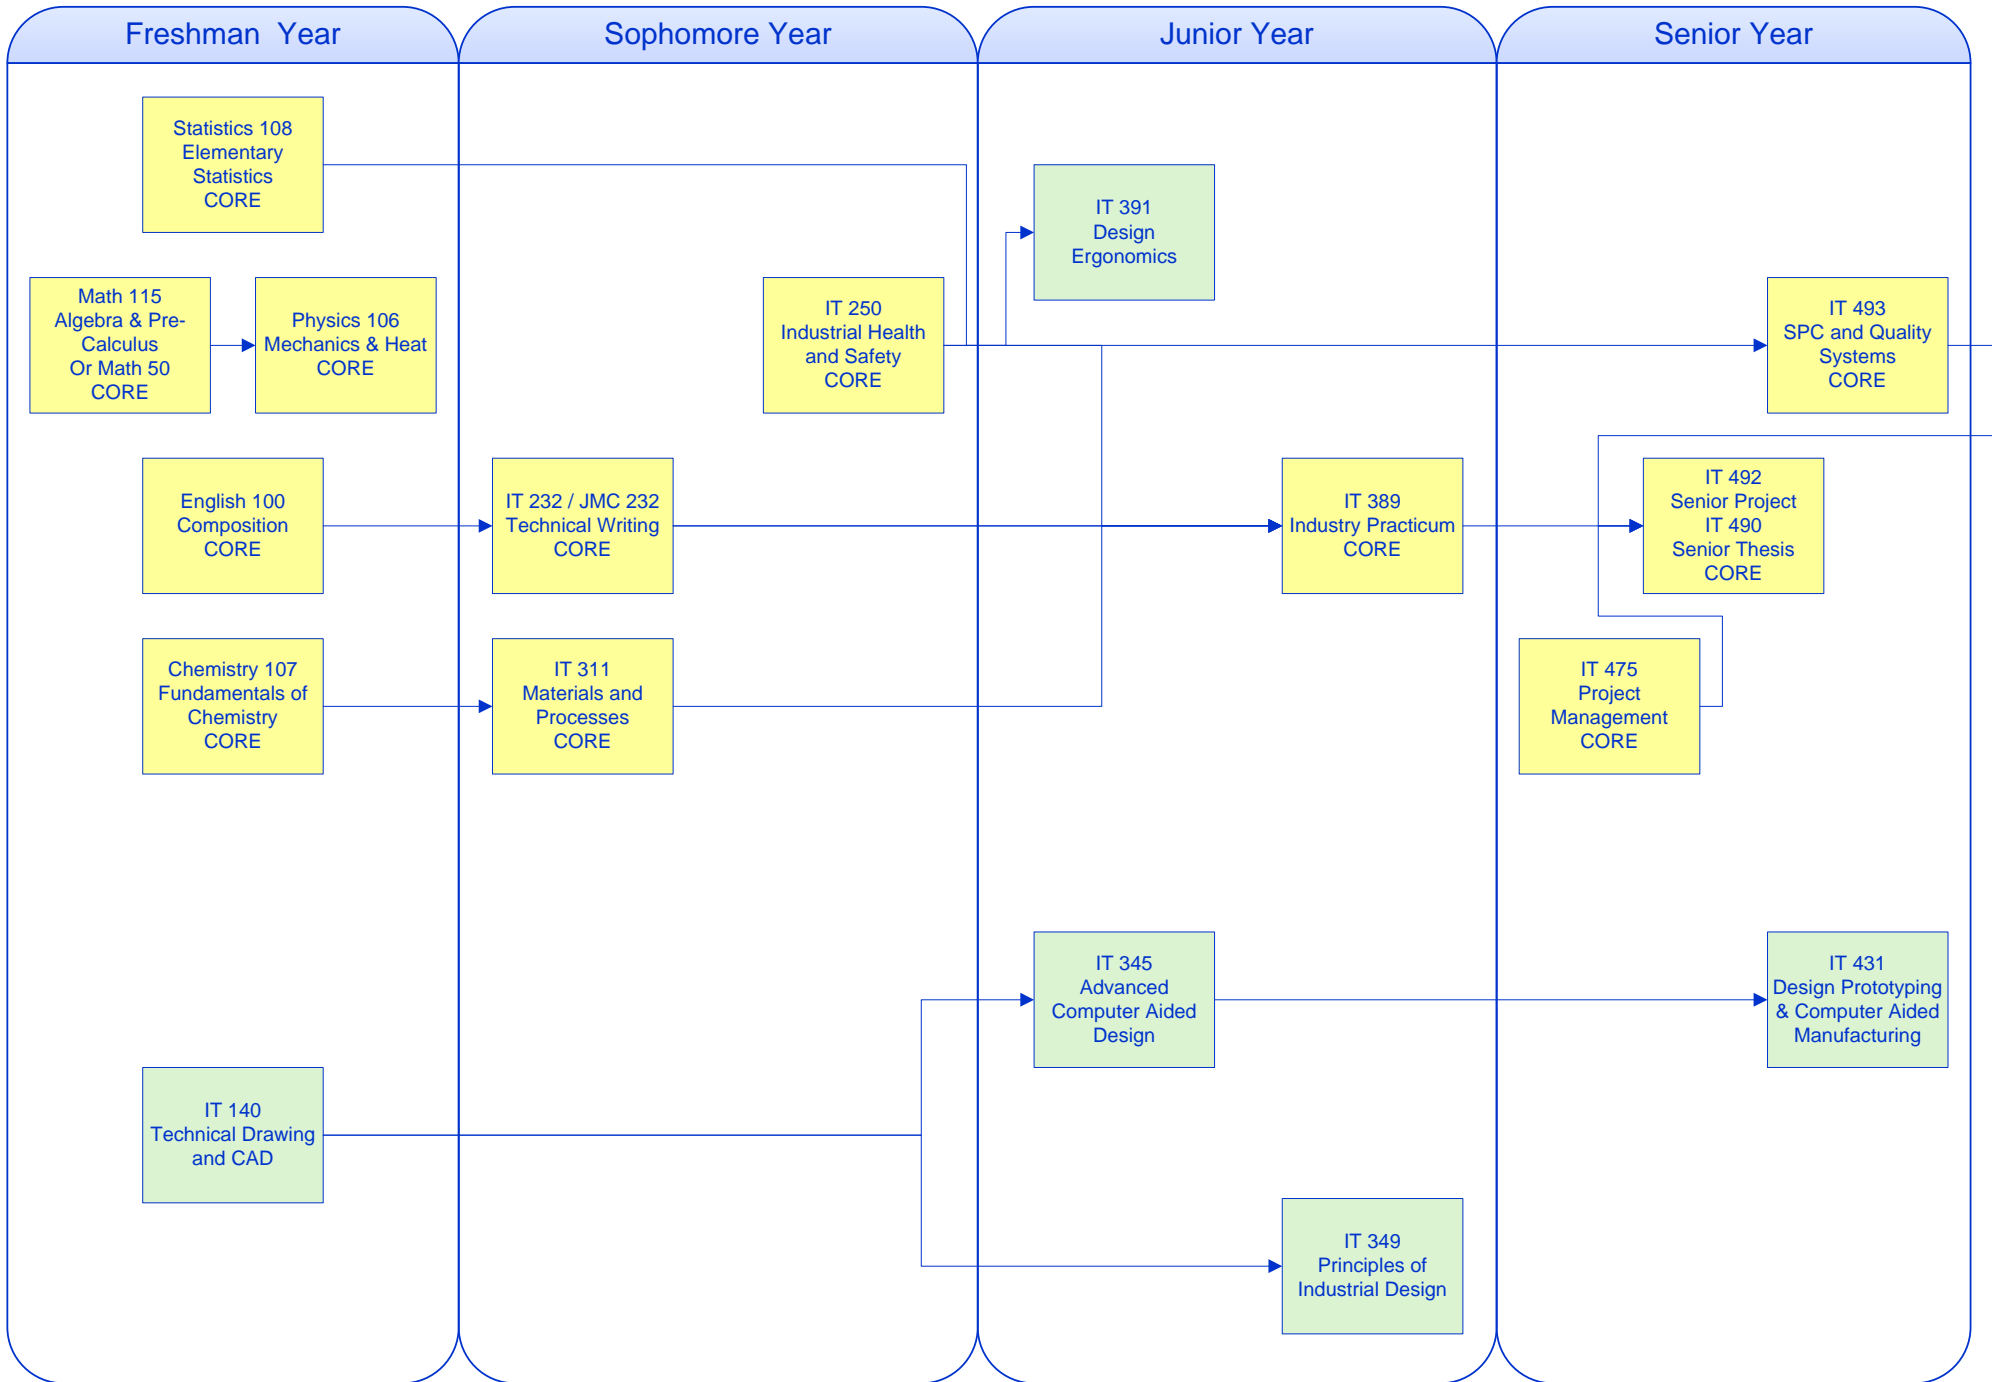 Freshman  Year
Sophomore Year
Junior Year
Senior Year
Statistics 108
Elementary
Statistics
CORE
IT 391
Design
Ergonomics
Math 115
Algebra & Pre-
Calculus
Or Math 50
CORE
Physics 106
Mechanics & Heat
CORE
IT 250
Industrial Health
and Safety
CORE
IT 493
SPC and Quality
Systems
CORE
English 100
Composition
CORE
IT 232 / JMC 232
Technical Writing
CORE
IT 389
Industry Practicum
CORE
IT 492
Senior Project
IT 490
Senior Thesis
CORE
Chemistry 107
Fundamentals of
Chemistry
CORE
IT 311
Materials and
Processes
CORE
IT 475
Project
Management
CORE
IT 345
Advanced
Computer Aided
Design
IT 431
Design Prototyping
& Computer Aided
Manufacturing
IT 140
Technical Drawing
and CAD
IT 349
Principles of
Industrial Design